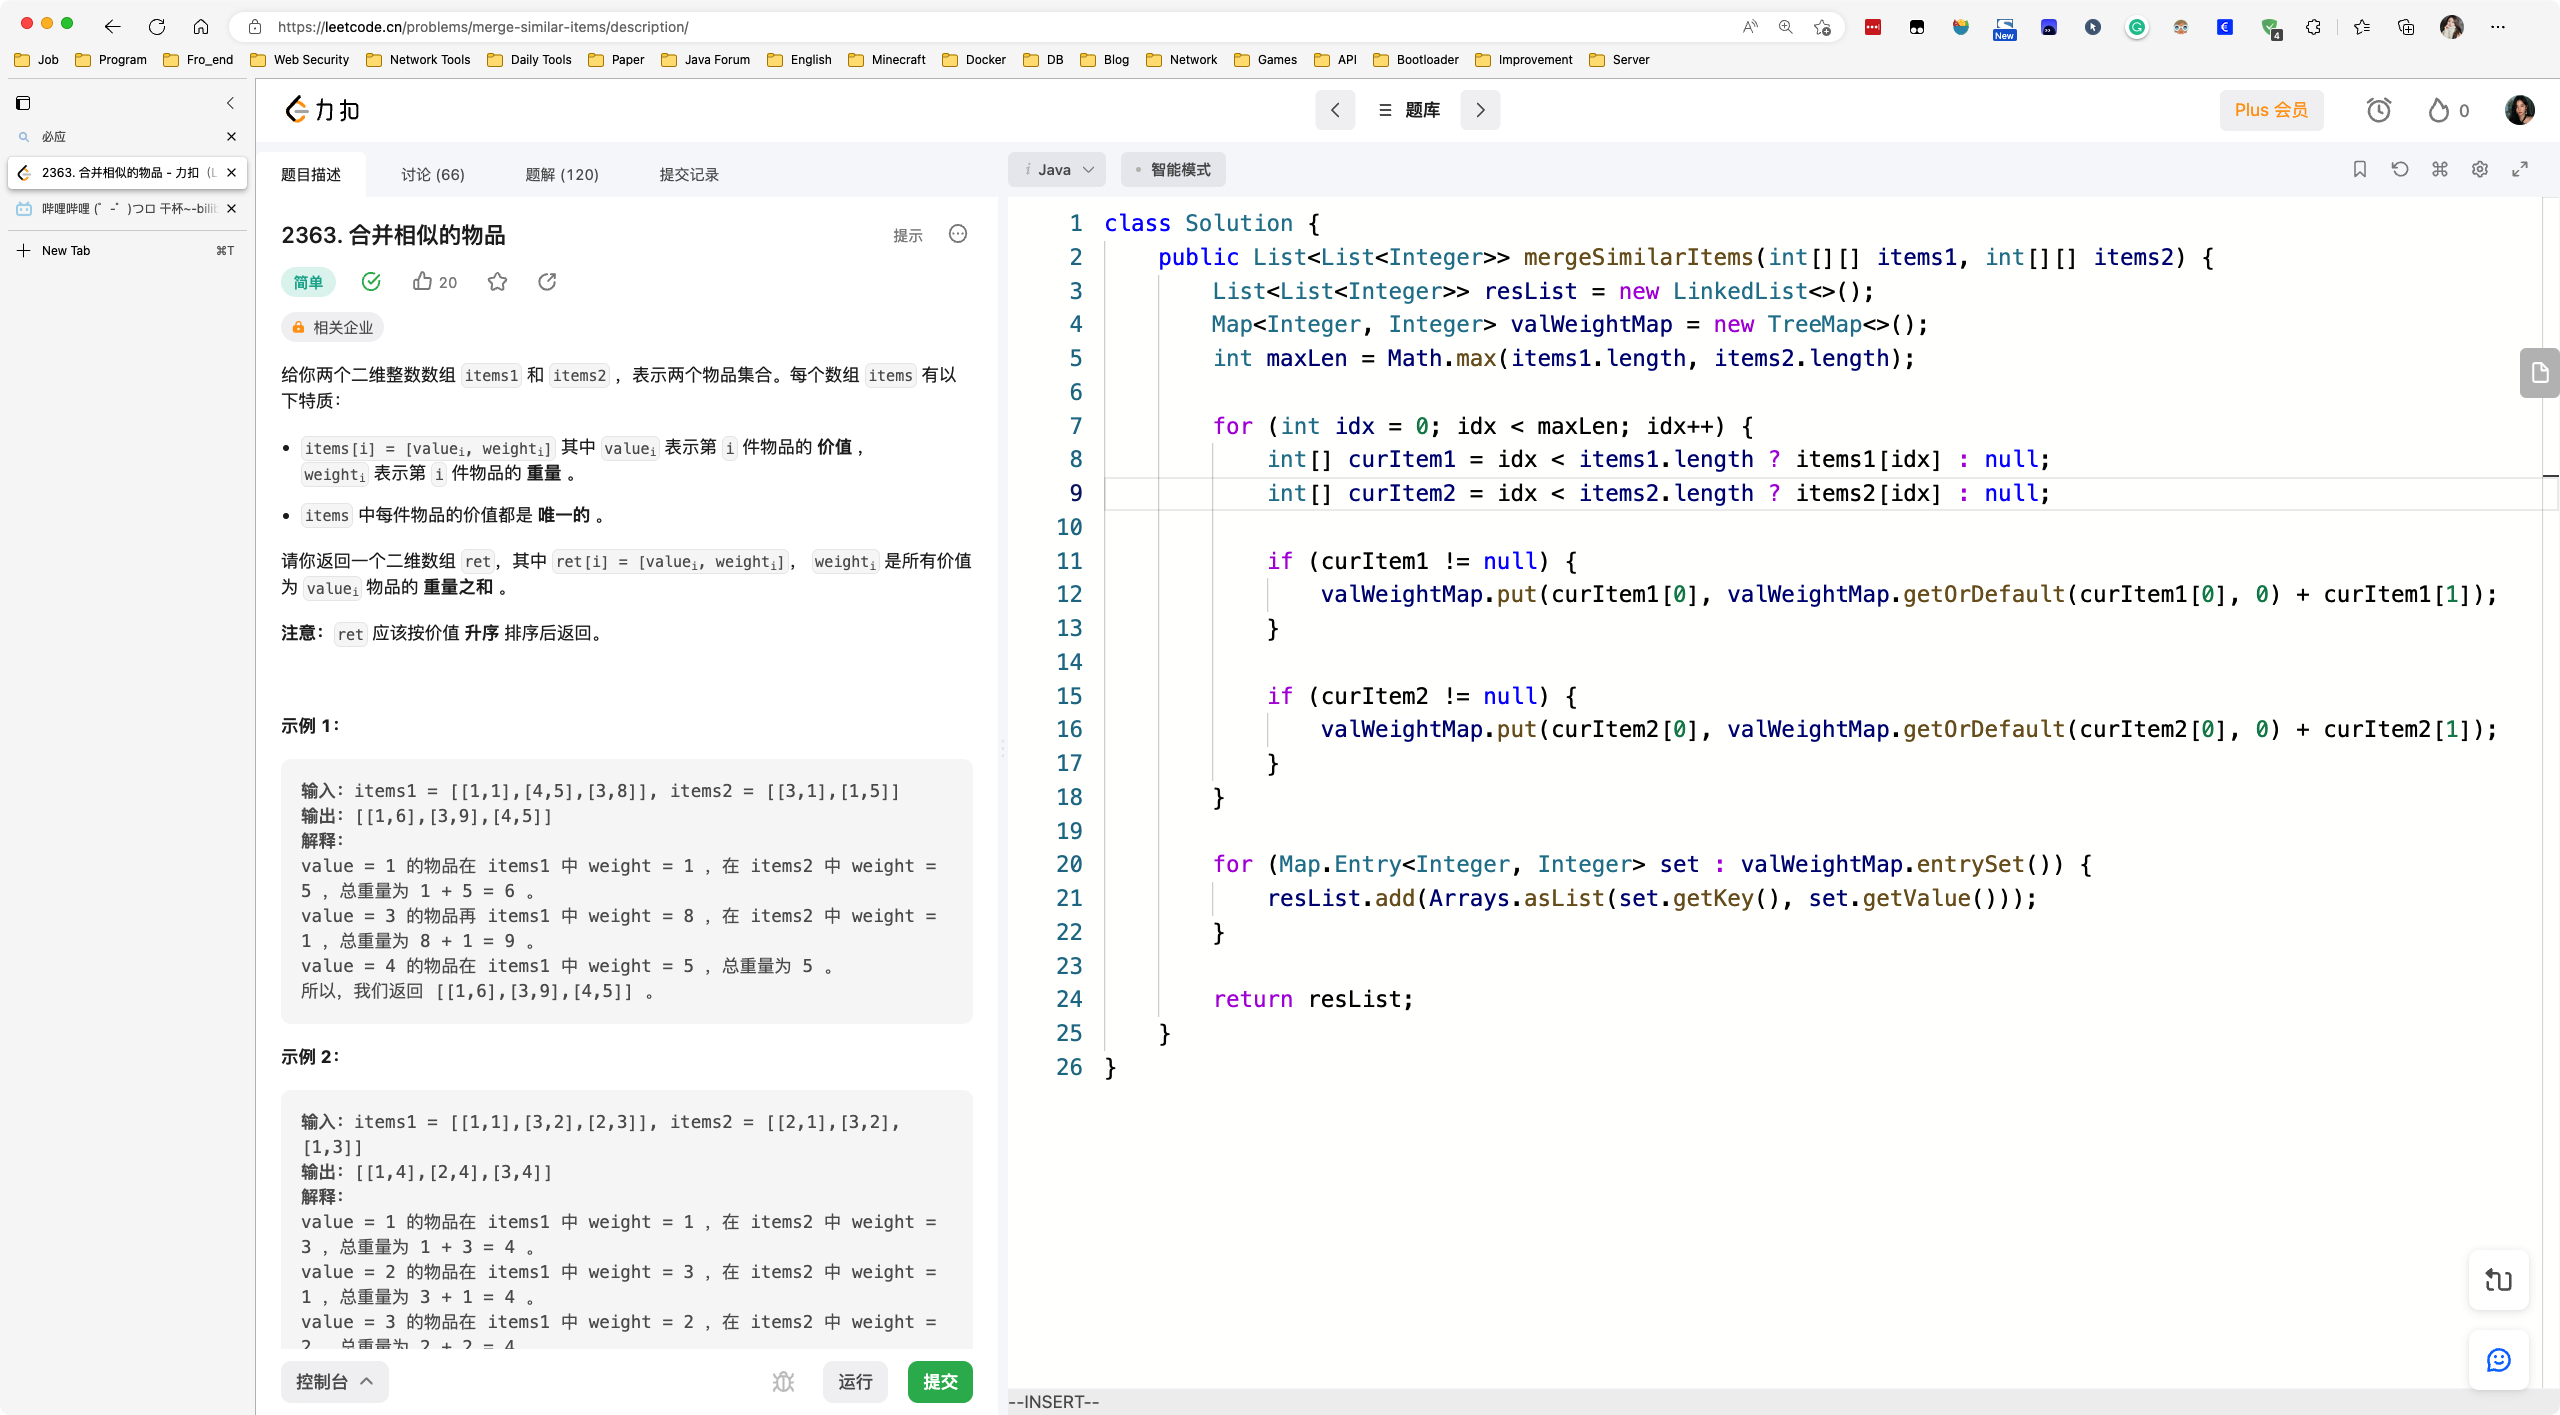 https://leetcode.cn/problems/merge-similar-items/description/
New
4
Job Program Fro_end Web Security Network Tools Daily Tools Paper Java Forum English Minecraft Docker DB Blog Network Games API Bootloader Improvement Server
必应
2363. 合并相似的物品 - 力扣（L
哔哩哔哩 (゜-゜)つロ 干杯~-bili
New Tab ⌘T
力扣
题库
Plus 会员
0
题目描述 讨论 (66) 题解 (120) 提交记录
2363. 合并相似的物品
提示
简单 20
相关企业
给你两个二维整数数组 items1 和 items2 ，表示两个物品集合。每个数组 items 有以
下特质：
• items[i] = [valueᵢ, weightᵢ] 其中 valueᵢ 表示第 i 件物品的 价值 ，
weightᵢ 表示第 i 件物品的 重量 。
• items 中每件物品的价值都是 唯一的 。
请你返回一个二维数组 ret，其中 ret[i] = [valueᵢ, weightᵢ]， weightᵢ 是所有价值
为 valueᵢ 物品的 重量之和 。
注意：ret 应该按价值 升序 排序后返回。
示例 1：
输入：items1 = [[1,1],[4,5],[3,8]], items2 = [[3,1],[1,5]]
输出：[[1,6],[3,9],[4,5]]
解释：
value = 1 的物品在 items1 中 weight = 1 ，在 items2 中 weight =
5 ，总重量为 1 + 5 = 6 。
value = 3 的物品再 items1 中 weight = 8 ，在 items2 中 weight =
1 ，总重量为 8 + 1 = 9 。
value = 4 的物品在 items1 中 weight = 5 ，总重量为 5 。
所以，我们返回 [[1,6],[3,9],[4,5]] 。
示例 2：
输入：items1 = [[1,1],[3,2],[2,3]], items2 = [[2,1],[3,2],
[1,3]]
输出：[[1,4],[2,4],[3,4]]
解释：
value = 1 的物品在 items1 中 weight = 1 ，在 items2 中 weight =
3 ，总重量为 1 + 3 = 4 。
value = 2 的物品在 items1 中 weight = 3 ，在 items2 中 weight =
1 ，总重量为 3 + 1 = 4 。
value = 3 的物品在 items1 中 weight = 2 ，在 items2 中 weight =
2 ，总重量为 2 + 2 = 4
控制台 运行 提交
i Java 智能模式
1 class Solution {
2 public List<List<Integer>> mergeSimilarItems(int[][] items1, int[][] items2) {
3 List<List<Integer>> resList = new LinkedList<>();
4 Map<Integer, Integer> valWeightMap = new TreeMap<>();
5 int maxLen = Math.max(items1.length, items2.length);
6
7 for (int idx = 0; idx < maxLen; idx++) {
8 int[] curItem1 = idx < items1.length ? items1[idx] : null;
9 int[] curItem2 = idx < items2.length ? items2[idx] : null;
10
11 if (curItem1 != null) {
12 valWeightMap.put(curItem1[0], valWeightMap.getOrDefault(curItem1[0], 0) + curItem1[1]);
13 }
14
15 if (curItem2 != null) {
16 valWeightMap.put(curItem2[0], valWeightMap.getOrDefault(curItem2[0], 0) + curItem2[1]);
17 }
18 }
19
20 for (Map.Entry<Integer, Integer> set : valWeightMap.entrySet()) {
21 resList.add(Arrays.asList(set.getKey(), set.getValue()));
22 }
23
24 return resList;
25 }
26 }
--INSERT--